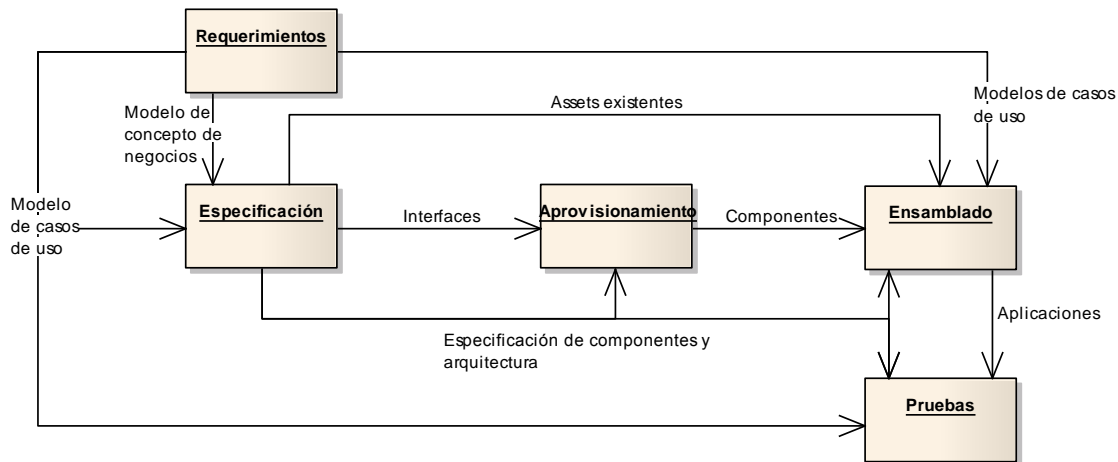 Requerimientos
Modelo de
concepto de
negocios
Assets existentes
Modelos de casos
de uso
Modelo
de casos
de uso
Especificación
Interfaces
Aprovisionamiento
Componentes
Ensamblado
Especificación de componentes y
arquitectura
Aplicaciones
Pruebas